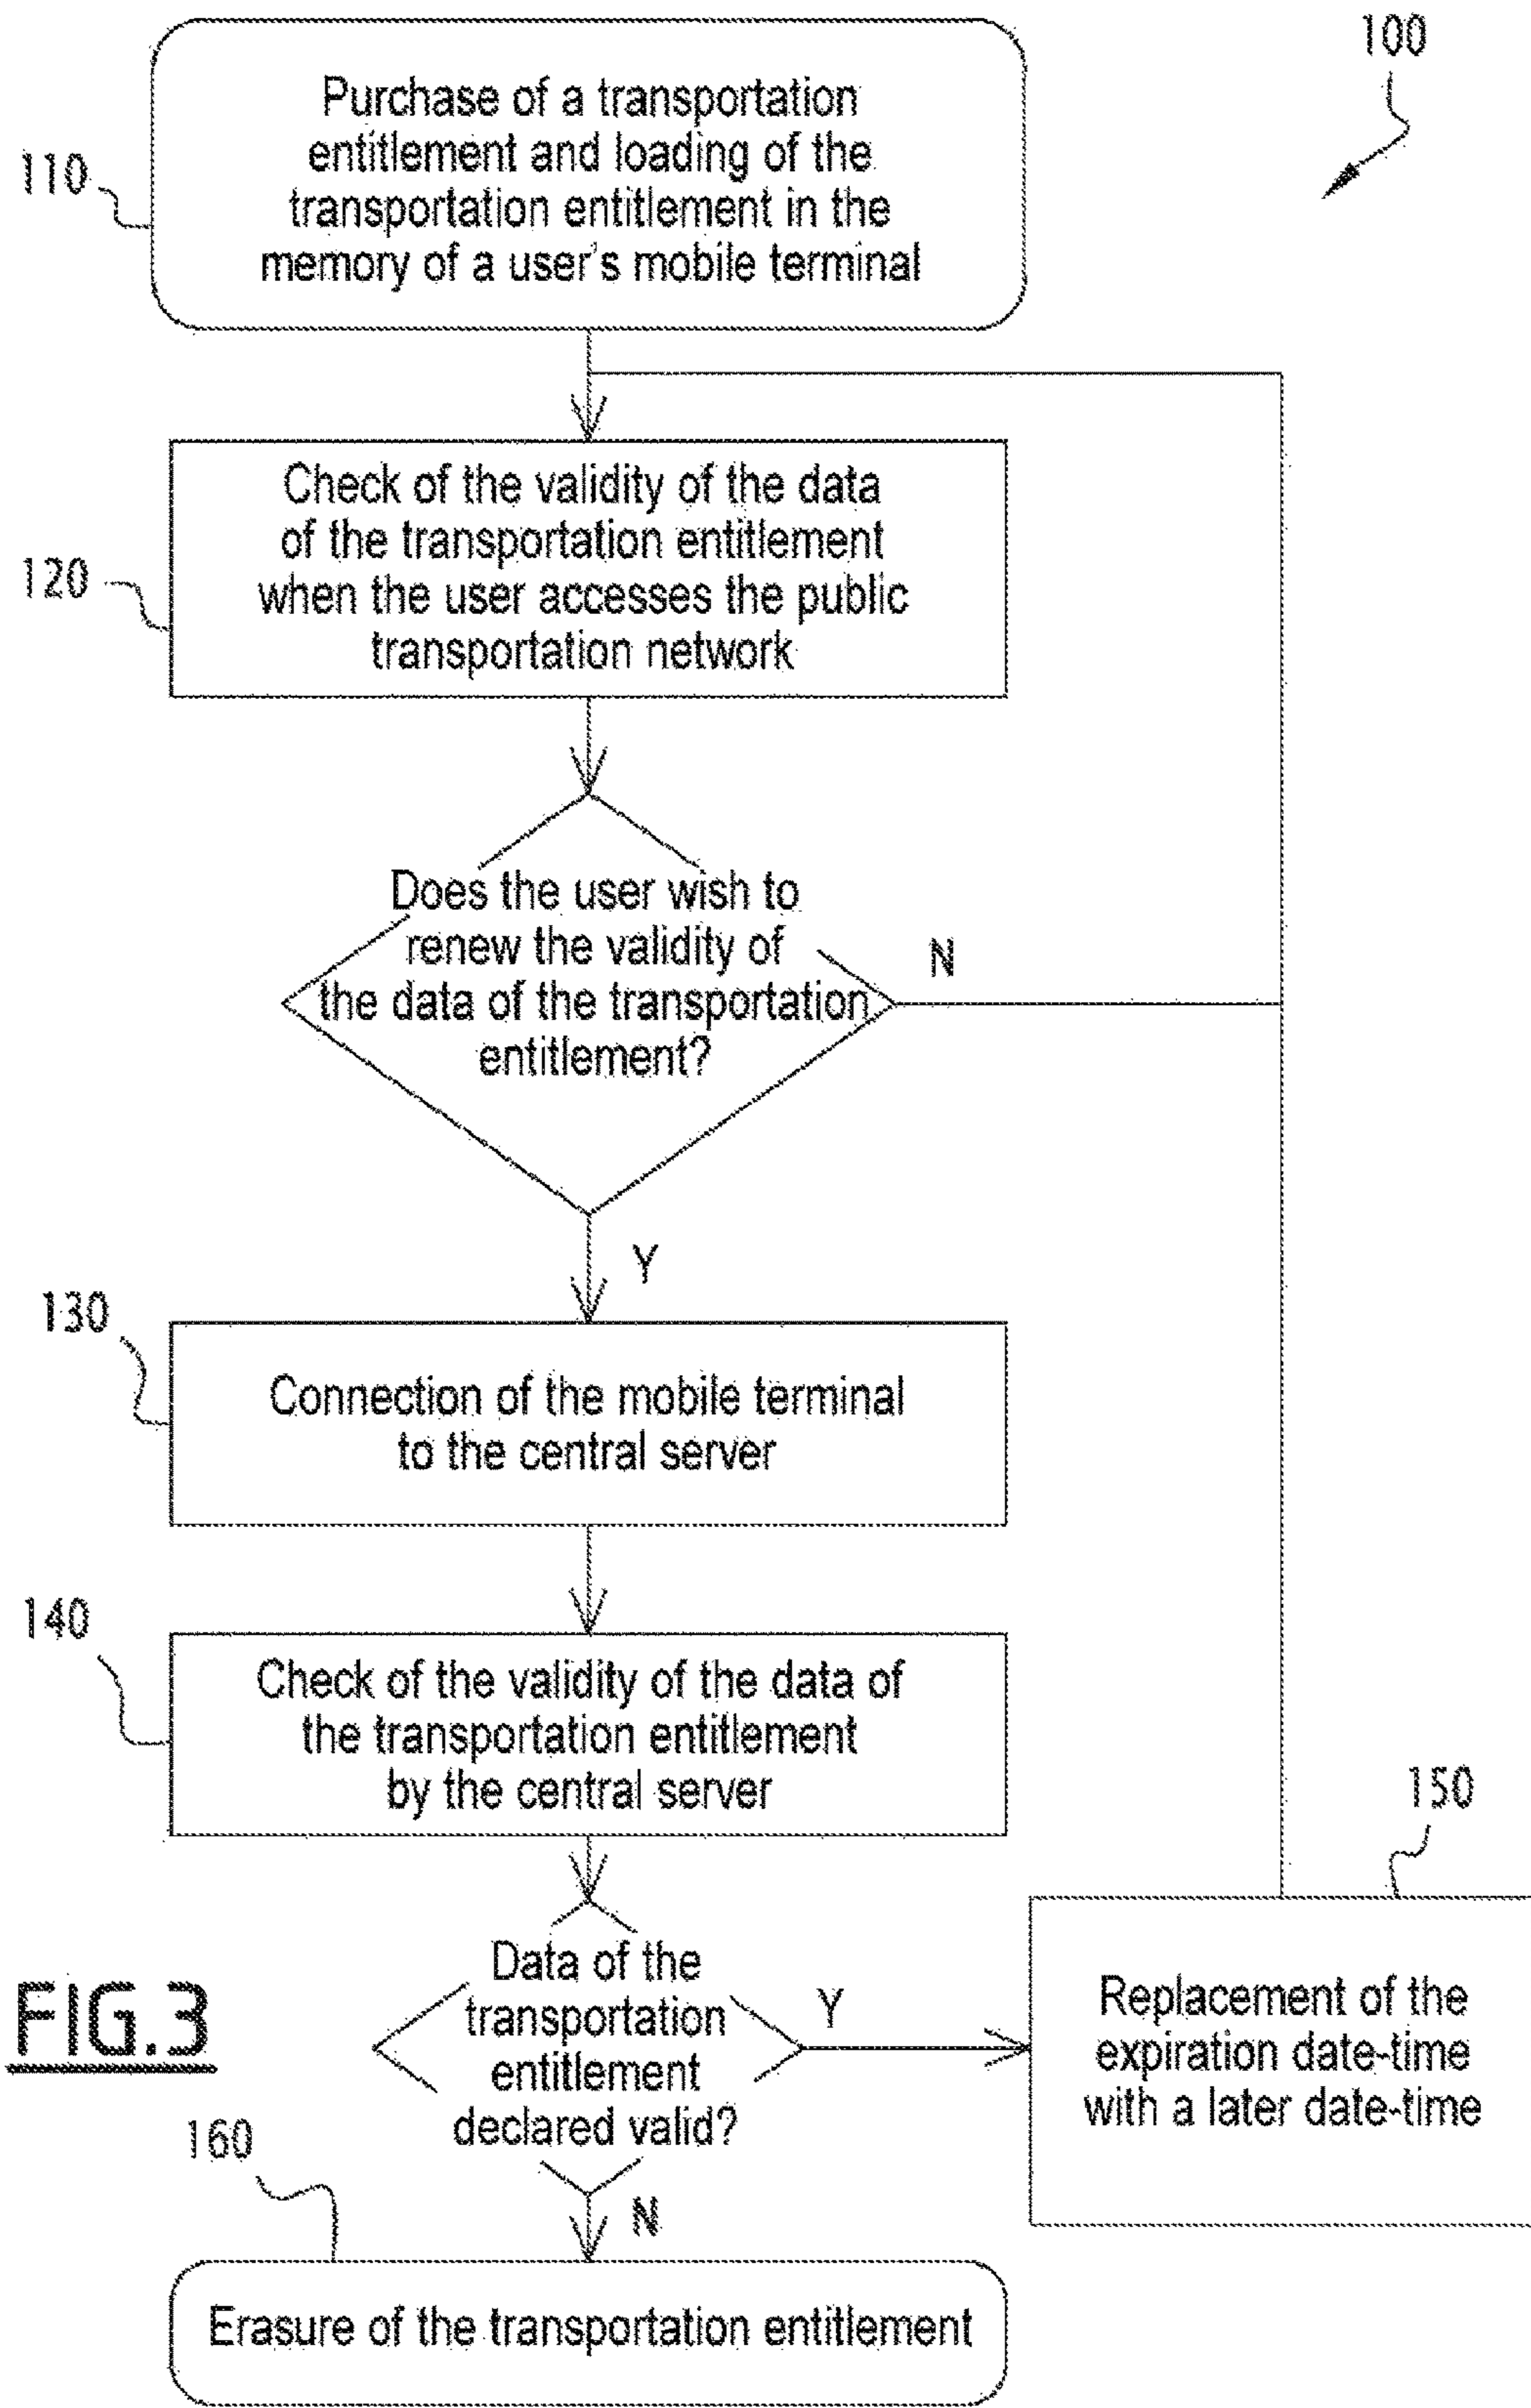 100
110
Purchase of a transportation
entitlement and loading of the
transportation entitlement in the
memory of a user's mobile terminal
120
Check of the validity of the data
of the transportation entitlement
when the user accesses the public
transportation network
Does the user wish to
renew the validity of
the data of the transportation
entitlement?
N
Y
130
Connection of the mobile terminal
to the central server
140
Check of the validity of the data of
the transportation entitlement
by the central server
150
Data of the
transportation
entitlement
declared valid?
Y
Replacement of the
expiration date-time
with a later date-time
FIG.3
160
N
Erasure of the transportation entitlement